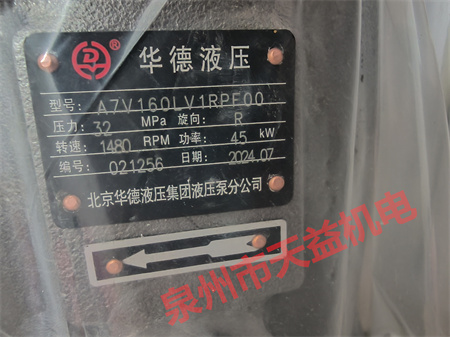 华德液压
型号: A7V160LV1RPF00
压力: 32 MPa 旋向: R
转速: 1480 RPM 功率: 45 kW
编号: 021256 日期: 2024.07
北京华德液压集团液压泵分公司
泉州市天益机电